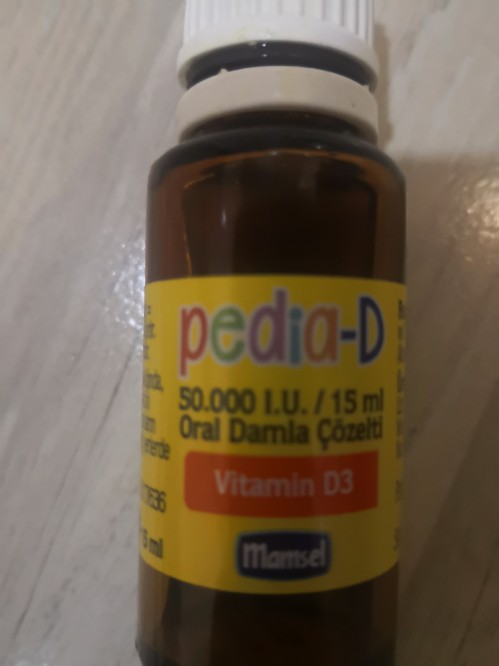 pedia-D
50.000 I.U. / 15 ml
Oral Damla Çözelti
Vitamin D3
Mamsel